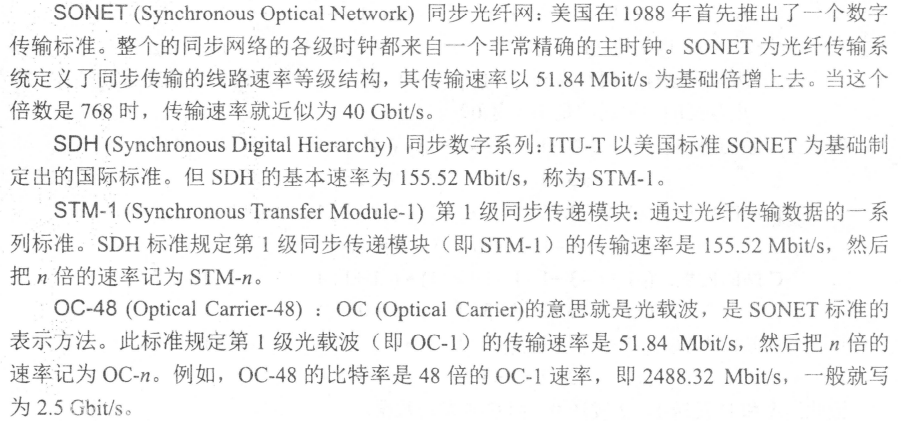 SONET (Synchronous Optical Network) 同步光纤网：美国在 1988 年首先推出了一个数字
传输标准。整个的同步网络的各级时钟都来自一个非常精确的主时钟。SONET 为光纤传输系
统定义了同步传输的线路速率等级结构，其传输速率以 51.84 Mbit/s 为基础倍增上去。当这个
倍数是 768 时，传输速率就近似为 40 Gbit/s。
SDH (Synchronous Digital Hierarchy) 同步数字系列：ITU-T 以美国标准 SONET 为基础制
定出的国际标准。但 SDH 的基本速率为 155.52 Mbit/s，称为 STM-1。
STM-1 (Synchronous Transfer Module-1) 第 1 级同步传递模块：通过光纤传输数据的一系
列标准。SDH 标准规定第 1 级同步传递模块（即 STM-1）的传输速率是 155.52 Mbit/s，然后
把 n 倍的速率记为 STM-n。
OC-48 (Optical Carrier-48) ：OC (Optical Carrier)的意思就是光载波，是 SONET 标准的
表示方法。此标准规定第 1 级光载波（即 OC-1）的传输速率是 51.84 Mbit/s，然后把 n 倍的
速率记为 OC-n。例如，OC-48 的比特率是 48 倍的 OC-1 速率，即 2488.32 Mbit/s，一般就写
为 2.5 Gbit/s。